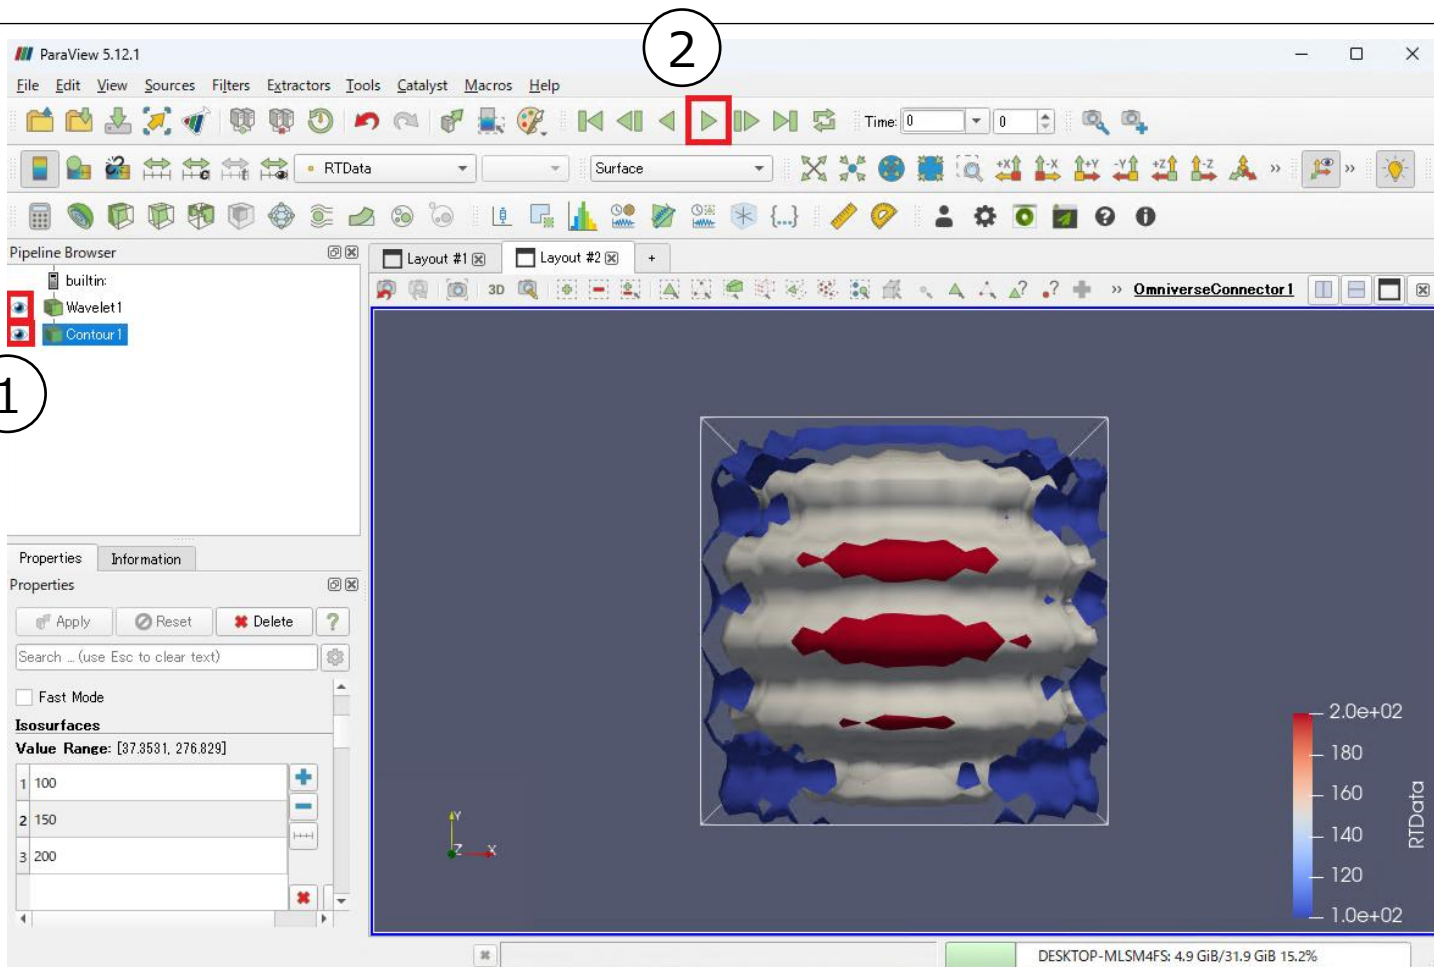 2
ParaView 5.12.1
File Edit View Sources Filters Extractors Tools Catalyst Macros Help
Time: 0 0
RTData Surface +X -X +Y -Y +Z -Z »  »
{...}
Pipeline Browser
Layout #1 Layout #2 +
builtin:
3D » OmniverseConnector1
Wavelet1
Contour1
1
Properties Information
Properties
Apply Reset Delete ?
Search ... (use Esc to clear text)
Fast Mode
Isosurfaces
Value Range: [37.3531, 276.829]
1 100
2 150
3 200
Y
Z X
2.0e+02
180
160
140
120
1.0e+02
RTData
DESKTOP-MLSM4FS: 4.9 GiB/31.9 GiB 15.2%